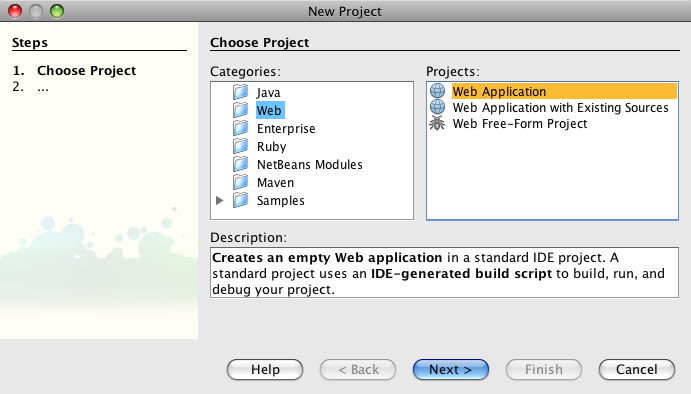 New Project
Steps
1. Choose Project
2. ...
Choose Project
Categories:
Java
Web
Enterprise
Ruby
NetBeans Modules
Maven
Samples
Projects:
Web Application
Web Application with Existing Sources
Web Free-Form Project
Description:
Creates an empty Web application in a standard IDE project. A
standard project uses an IDE-generated build script to build, run, and
debug your project.
Help
< Back
Next >
Finish
Cancel